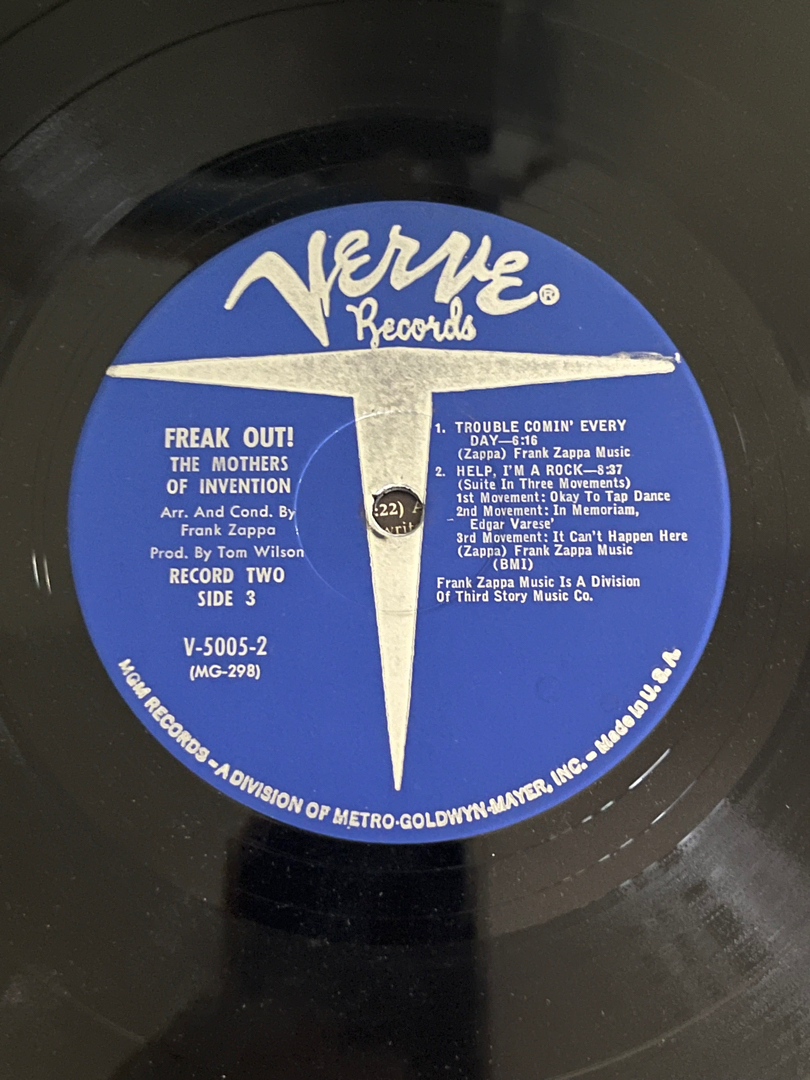 VERVE®
Records
FREAK OUT!
THE MOTHERS
OF INVENTION
Arr. And Cond. By
Frank Zappa
Prod. By Tom Wilson
RECORD TWO
SIDE 3
V-5005-2
(MG-298)
1. TROUBLE COMIN' EVERY
DAY—6:16
(Zappa) Frank Zappa Music
2. HELP, I'M A ROCK—8:37
(Suite In Three Movements)
1st Movement: Okay To Tap Dance
2nd Movement: In Memoriam,
Edgar Varese'
3rd Movement: It Can't Happen Here
(Zappa) Frank Zappa Music
(BMI)
Frank Zappa Music Is A Division
Of Third Story Music Co.
:22)
MGM RECORDS – A DIVISION OF METRO-GOLDWYN-MAYER, INC. – Made in U.S.A.